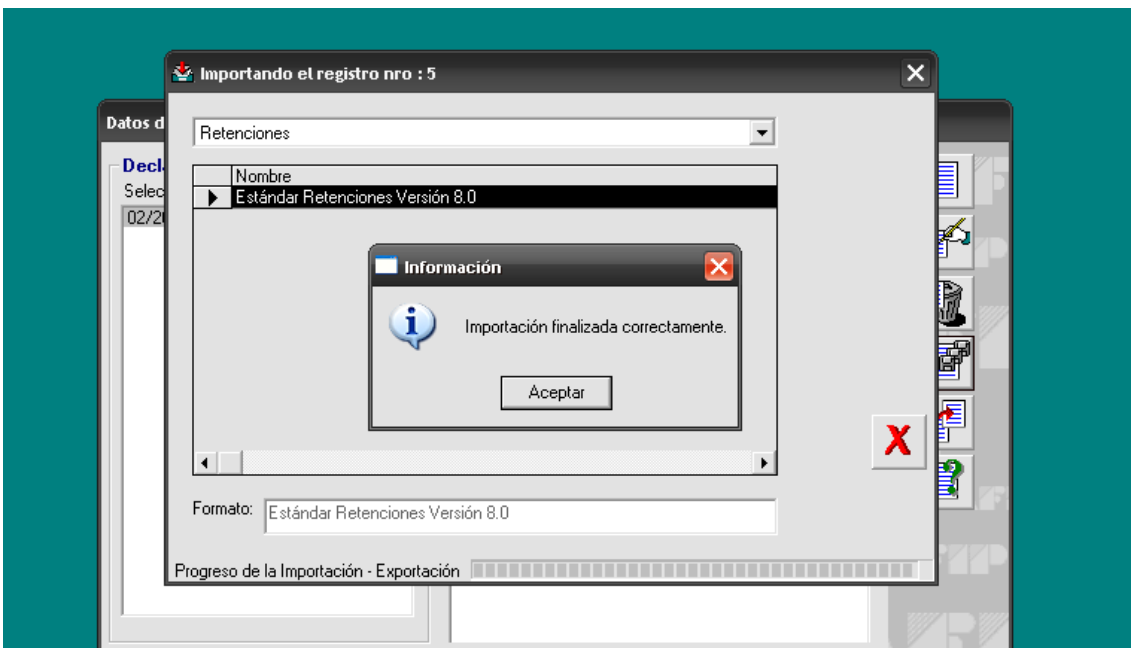 Importando el registro nro : 5
Datos d
Retenciones
Decl
Selec
02/2
Nombre
Estándar Retenciones Versión 8.0
Información
Importación finalizada correctamente.
Aceptar
X
Formato: Estándar Retenciones Versión 8.0
Progreso de la Importación - Exportación